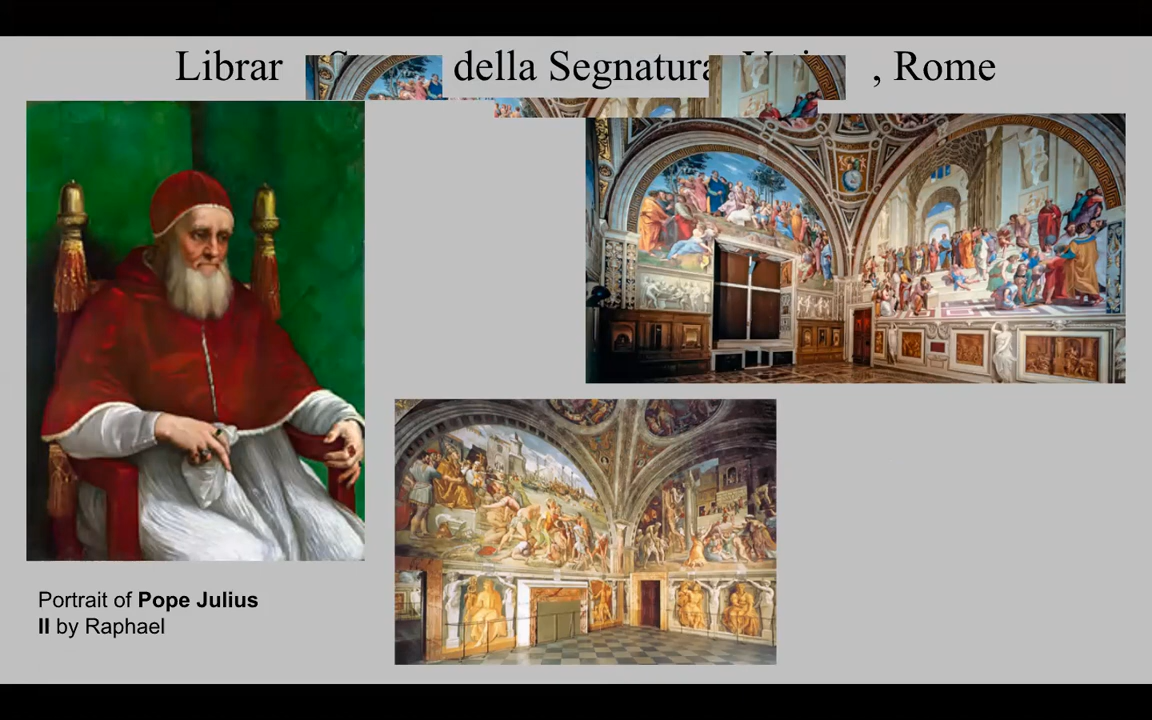 Librar della Segnatura , Rome
Portrait of Pope Julius
II by Raphael